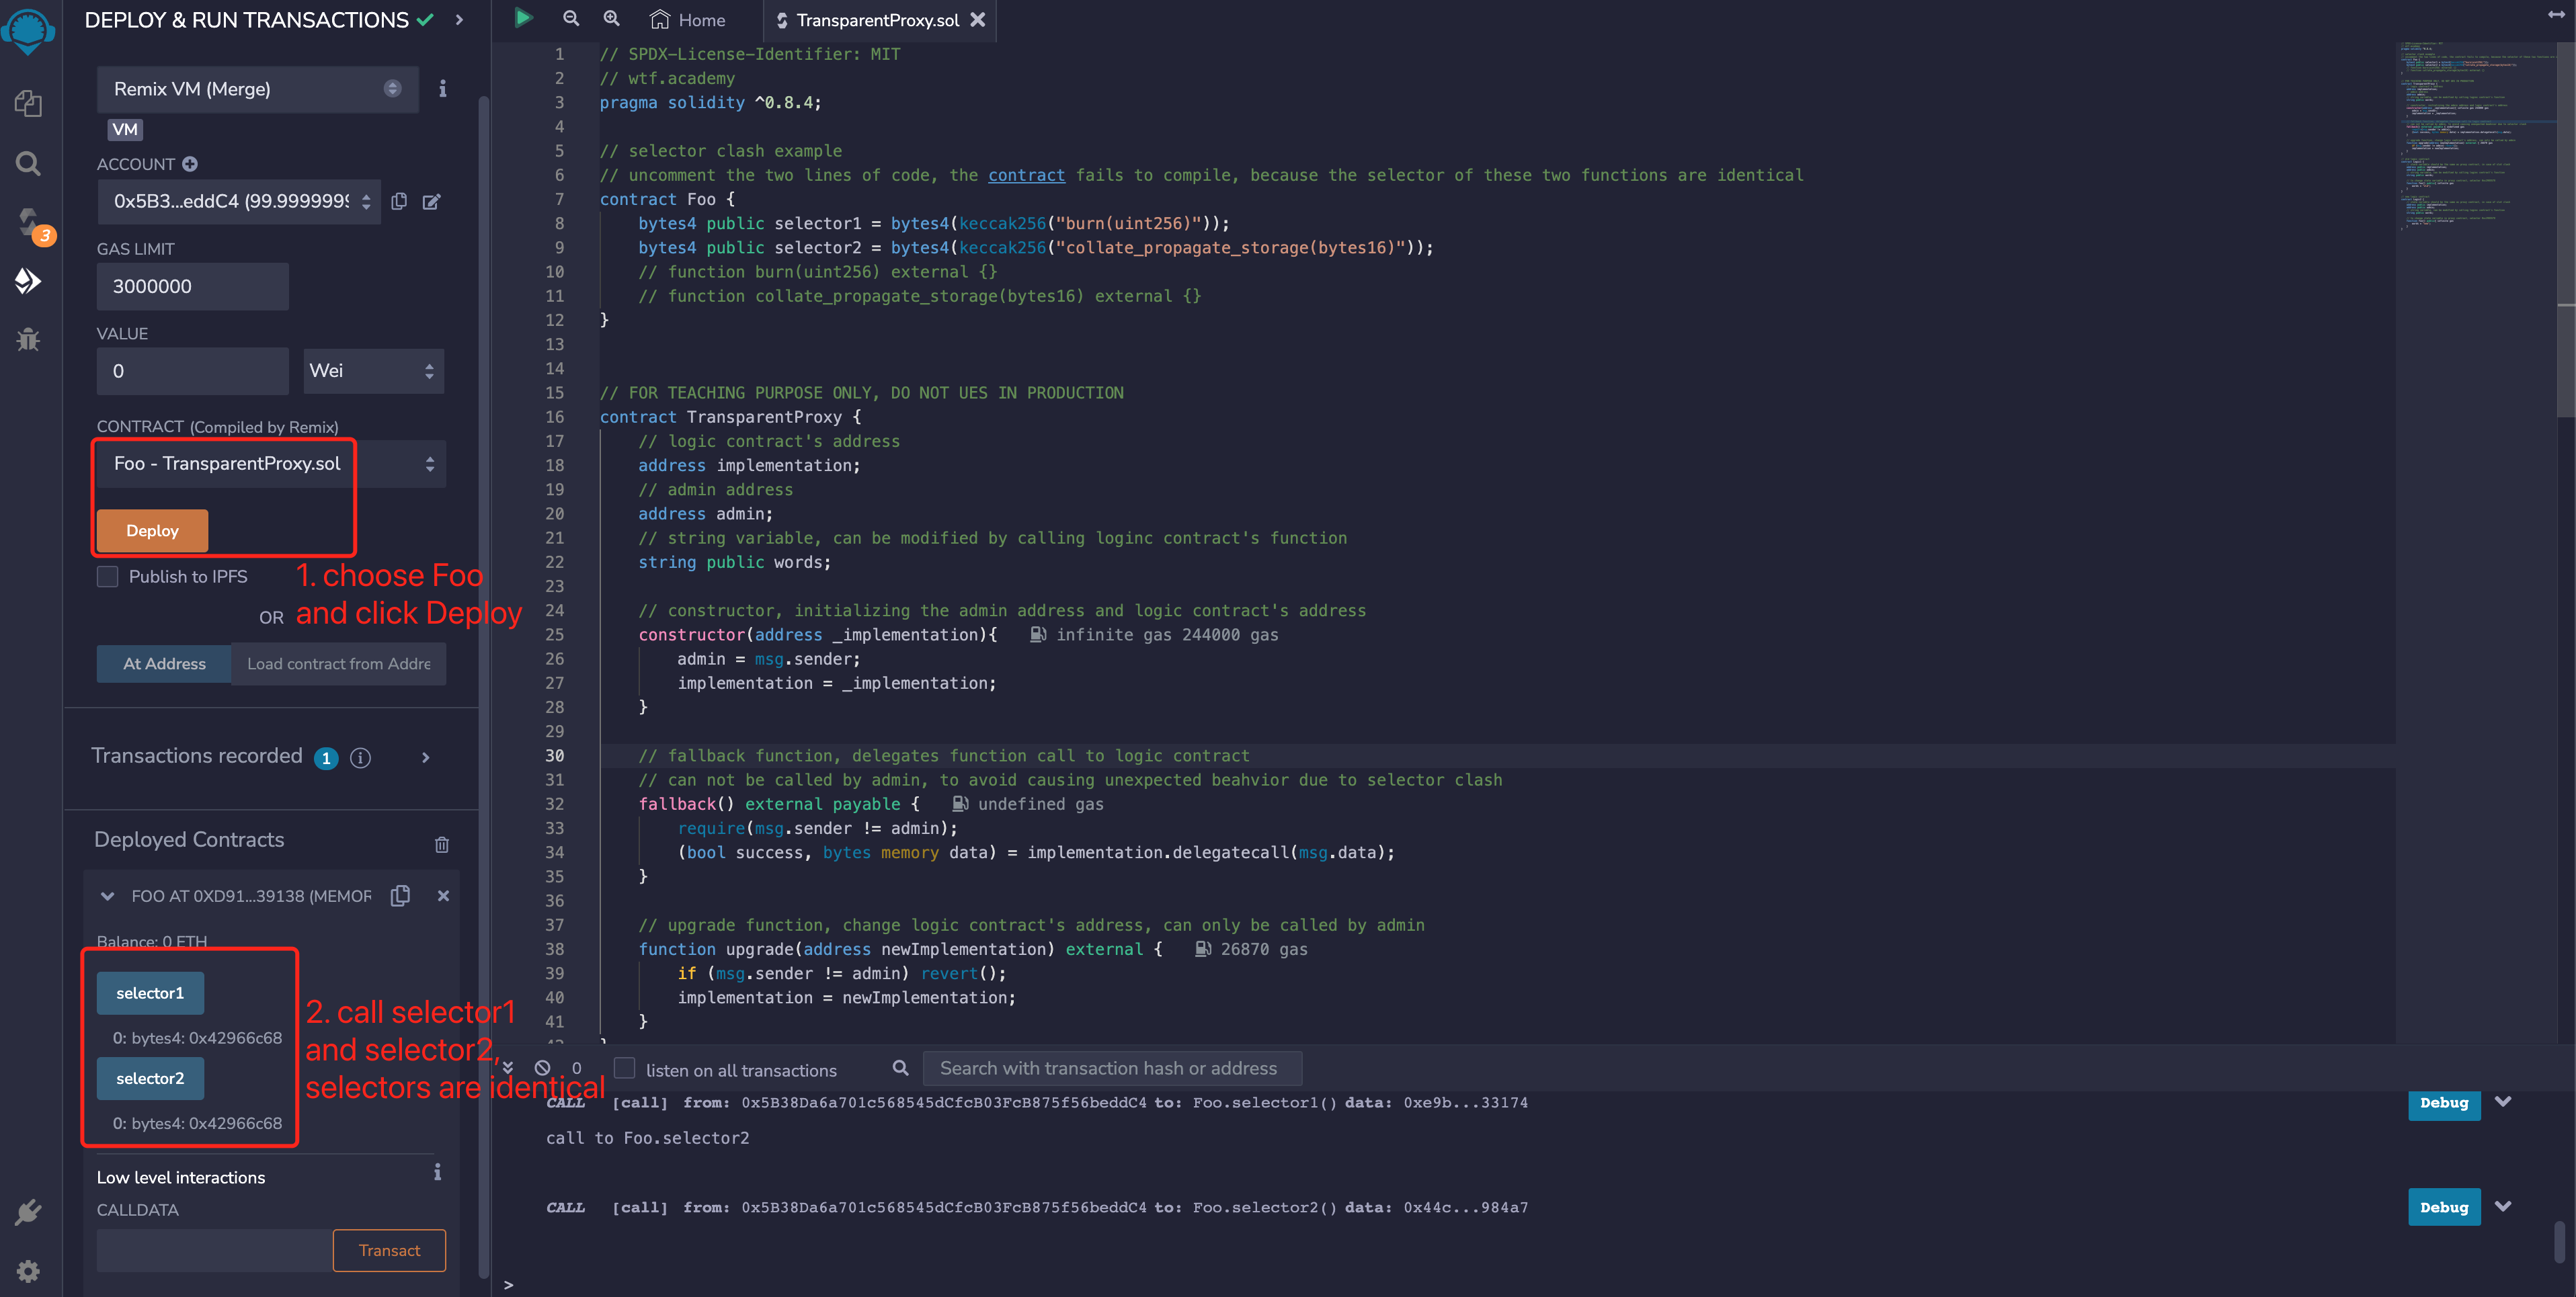 DEPLOY & RUN TRANSACTIONS
Remix VM (Merge)
VM
ACCOUNT
0x5B3...eddC4 (99.9999999
GAS LIMIT
3000000
VALUE
0
Wei
CONTRACT (Compiled by Remix)
Foo - TransparentProxy.sol
Deploy
Publish to IPFS
1. choose Foo
and click Deploy
OR
At Address
Load contract from Addre
Transactions recorded 1
Deployed Contracts
FOO AT 0XD91...39138 (MEMOR
Balance: 0 ETH
selector1
0: bytes4: 0x42966c68
selector2
0: bytes4: 0x42966c68
2. call selector1
and selector2,
selectors are identical
Low level interactions
CALLDATA
Transact
3
Home
TransparentProxy.sol
1 // SPDX-License-Identifier: MIT
2 // wtf.academy
3 pragma solidity ^0.8.4;
4
5 // selector clash example
6 // uncomment the two lines of code, the contract fails to compile, because the selector of these two functions are identical
7 contract Foo {
8 bytes4 public selector1 = bytes4(keccak256("burn(uint256)"));
9 bytes4 public selector2 = bytes4(keccak256("collate_propagate_storage(bytes16)"));
10 // function burn(uint256) external {}
11 // function collate_propagate_storage(bytes16) external {}
12 }
13
14
15 // FOR TEACHING PURPOSE ONLY, DO NOT UES IN PRODUCTION
16 contract TransparentProxy {
17 // logic contract's address
18 address implementation;
19 // admin address
20 address admin;
21 // string variable, can be modified by calling loginc contract's function
22 string public words;
23
24 // constructor, initializing the admin address and logic contract's address
25 constructor(address _implementation){ infinite gas 244000 gas
26 admin = msg.sender;
27 implementation = _implementation;
28 }
29
30 // fallback function, delegates function call to logic contract
31 // can not be called by admin, to avoid causing unexpected beahvior due to selector clash
32 fallback() external payable { undefined gas
33 require(msg.sender != admin);
34 (bool success, bytes memory data) = implementation.delegatecall(msg.data);
35 }
36
37 // upgrade function, change logic contract's address, can only be called by admin
38 function upgrade(address newImplementation) external { 26870 gas
39 if (msg.sender != admin) revert();
40 implementation = newImplementation;
41 }
0
listen on all transactions
Search with transaction hash or address
CALL [call] from: 0x5B38Da6a701c568545dCfcB03FcB875f56beddC4 to: Foo.selector1() data: 0xe9b...33174
Debug
call to Foo.selector2
CALL [call] from: 0x5B38Da6a701c568545dCfcB03FcB875f56beddC4 to: Foo.selector2() data: 0x44c...984a7
Debug
>